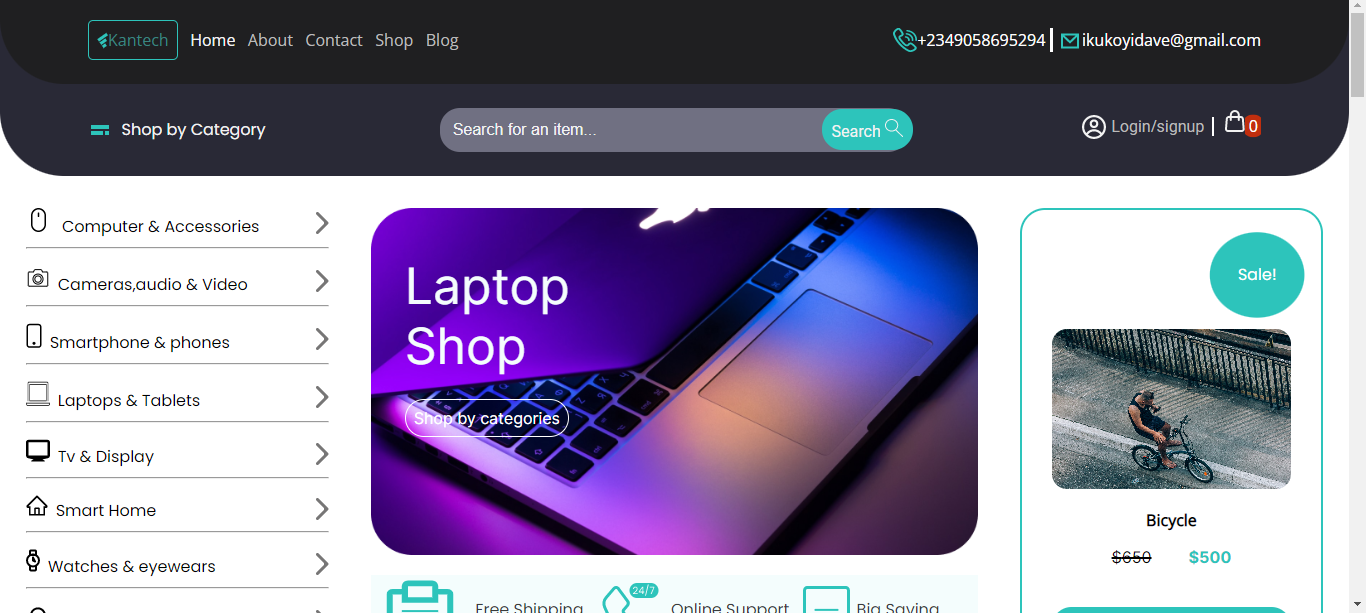 Kantech
Home About Contact Shop Blog
+2349058695294
ikukoyidave@gmail.com
Shop by Category
Search for an item...
Search
Login/signup
0
Computer & Accessories
Cameras,audio & Video
Smartphone & phones
Laptops & Tablets
Tv & Display
Smart Home
Watches & eyewears
Laptop
Shop
Shop by categories
Free Shipping
24/7
Online Support
Big Saving
Sale!
Bicycle
$650 $500